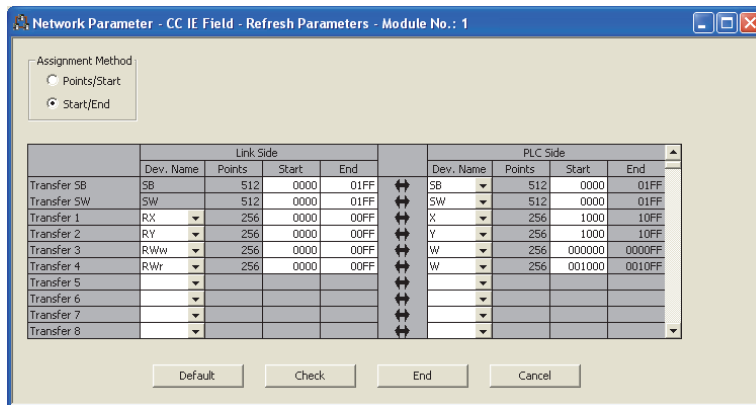 Network Parameter - CC IE Field - Refresh Parameters - Module No.: 1
Assignment Method
Points/Start
Start/End
Link Side PLC Side
Dev. Name Points Start End Dev. Name Points Start End
Transfer SB SB 512 0000 01FF SB 512 0000 01FF
Transfer SW SW 512 0000 01FF SW 512 0000 01FF
Transfer 1 RX 256 0000 00FF X 256 1000 10FF
Transfer 2 RY 256 0000 00FF Y 256 1000 10FF
Transfer 3 RWw 256 0000 00FF W 256 000000 0000FF
Transfer 4 RWr 256 0000 00FF W 256 001000 0010FF
Transfer 5
Transfer 6
Transfer 7
Transfer 8
Default Check End Cancel